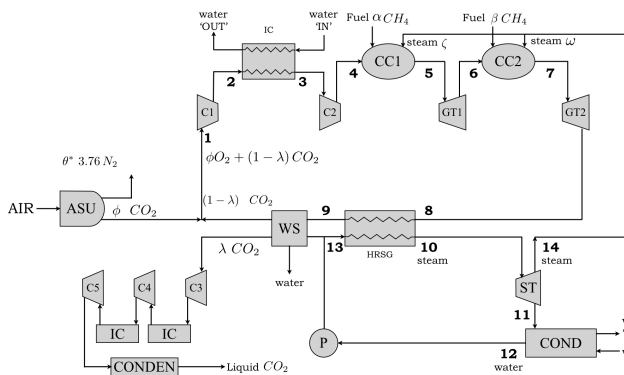 water
'OUT'
IC
water
'IN'
Fuel αCH₄
Fuel βCH₄
steam ζ
steam ω
2
3
4
CC1
5
6
CC2
7
C1
C2
GT1
GT2
1
θ* 3.76 N₂
ϕO₂ + (1 − λ) CO₂
AIR
ASU
ϕ CO₂
(1 − λ) CO₂
WS
9
8
13
HRSG
10
steam
14
steam
λ CO₂
water
C5
C4
C3
ST
11
IC
IC
P
12
water
COND
CONDEN
Liquid CO₂